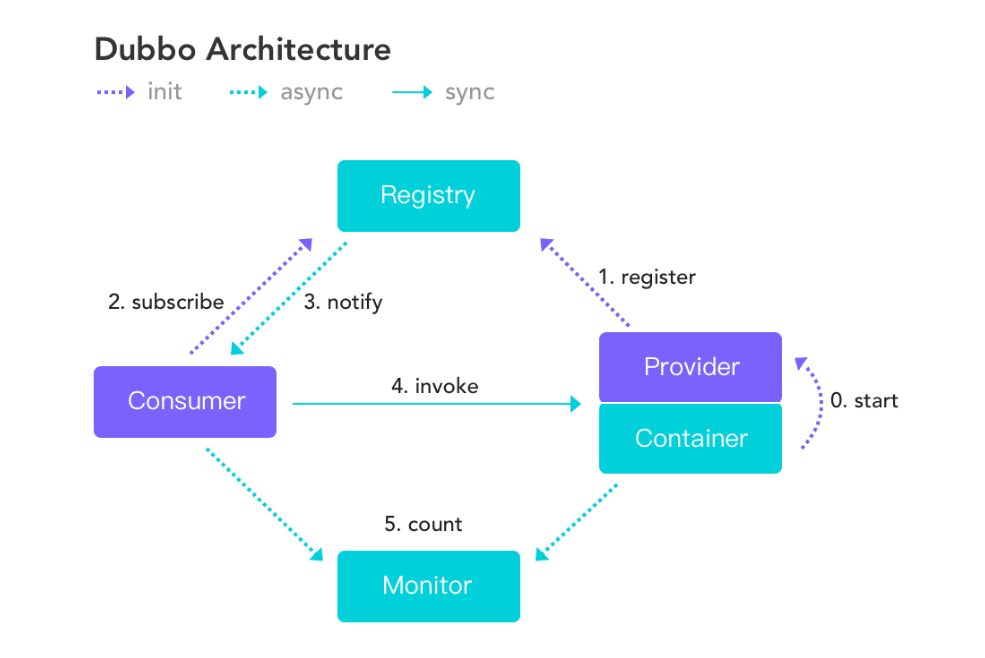 Dubbo Architecture
init async sync
Registry
1. register
2. subscribe 3. notify
Provider
4. invoke
Consumer
0. start
Container
5. count
Monitor